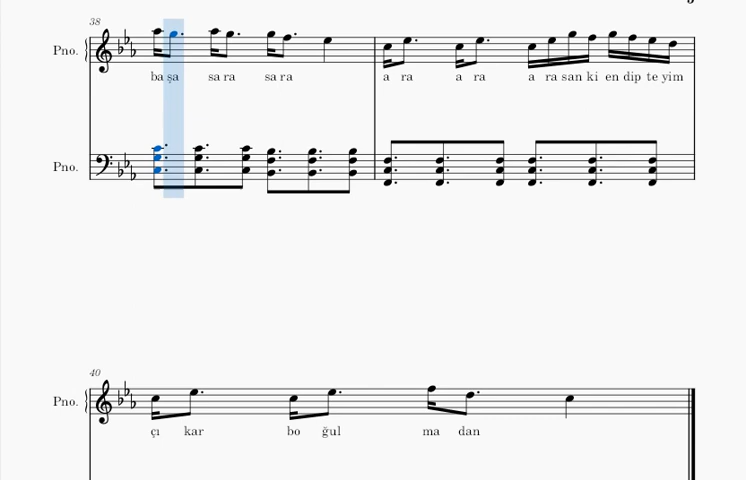 38
Pno.
ba şa sa ra sa ra a ra a ra a ra san ki en dip te yim
Pno.
40
Pno.
çı kar bo ğul ma dan